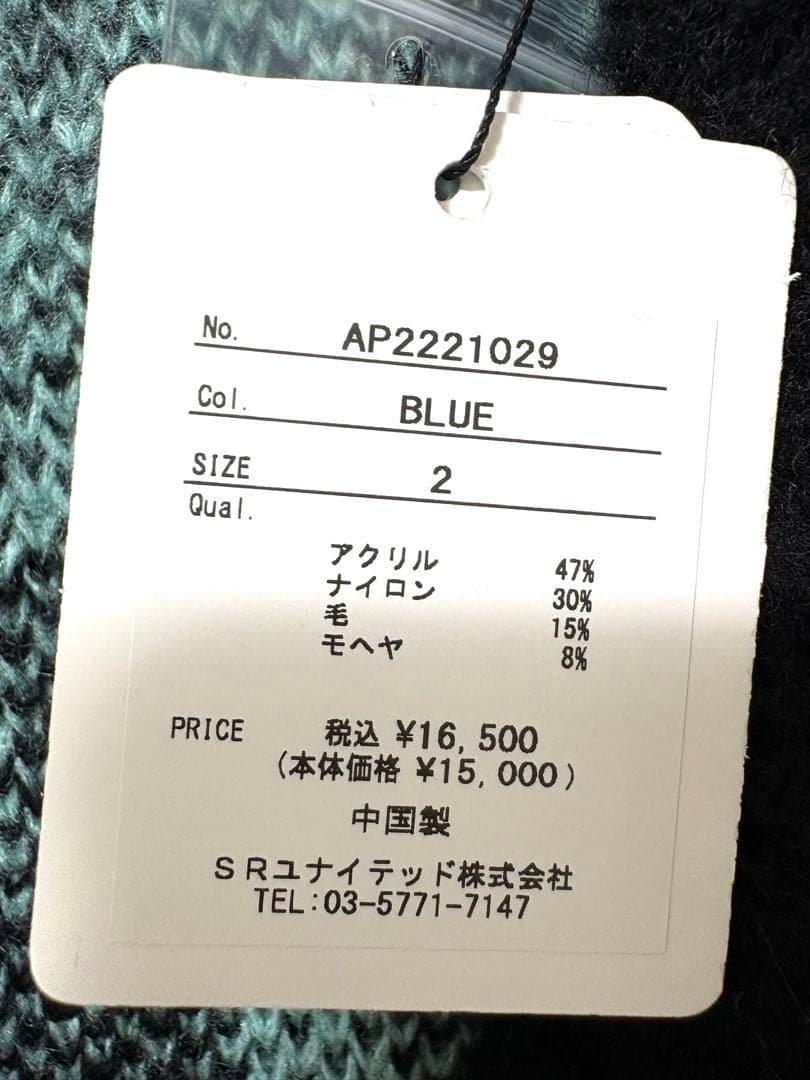 No. AP2221029
Col. BLUE
SIZE 2
Qual.
アクリル 47%
ナイロン 30%
毛 15%
モヘヤ 8%
PRICE 税込 ¥16,500
(本体価格 ¥15,000)
中国製
SRユナイテッド株式会社
TEL:03-5771-7147